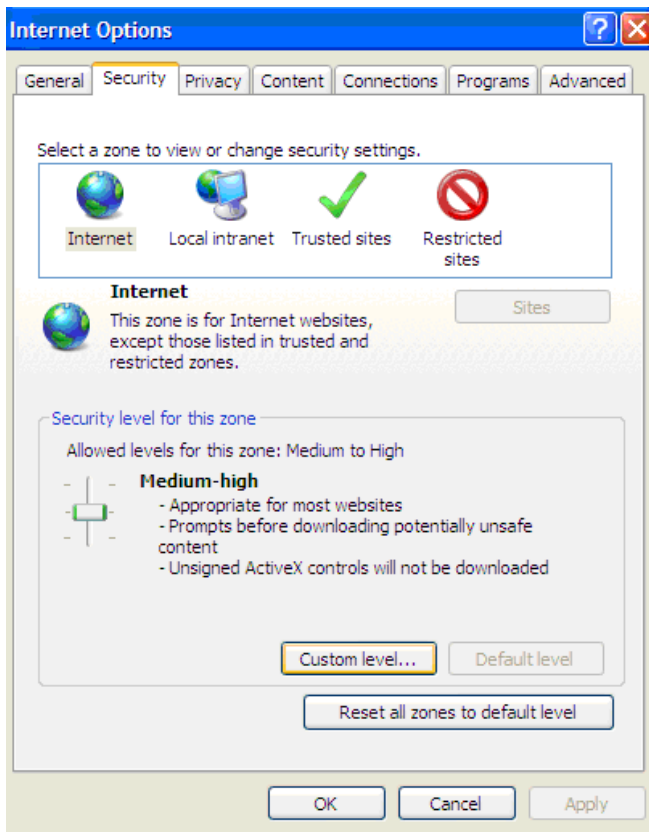 Internet Options
?
General Security Privacy Content Connections Programs Advanced
Select a zone to view or change security settings.
Internet Local intranet Trusted sites Restricted
sites
Internet
Sites
This zone is for Internet websites,
except those listed in trusted and
restricted zones.
Security level for this zone
Allowed levels for this zone: Medium to High
Medium-high
- Appropriate for most websites
- Prompts before downloading potentially unsafe
content
- Unsigned ActiveX controls will not be downloaded
Custom level... Default level
Reset all zones to default level
OK Cancel Apply